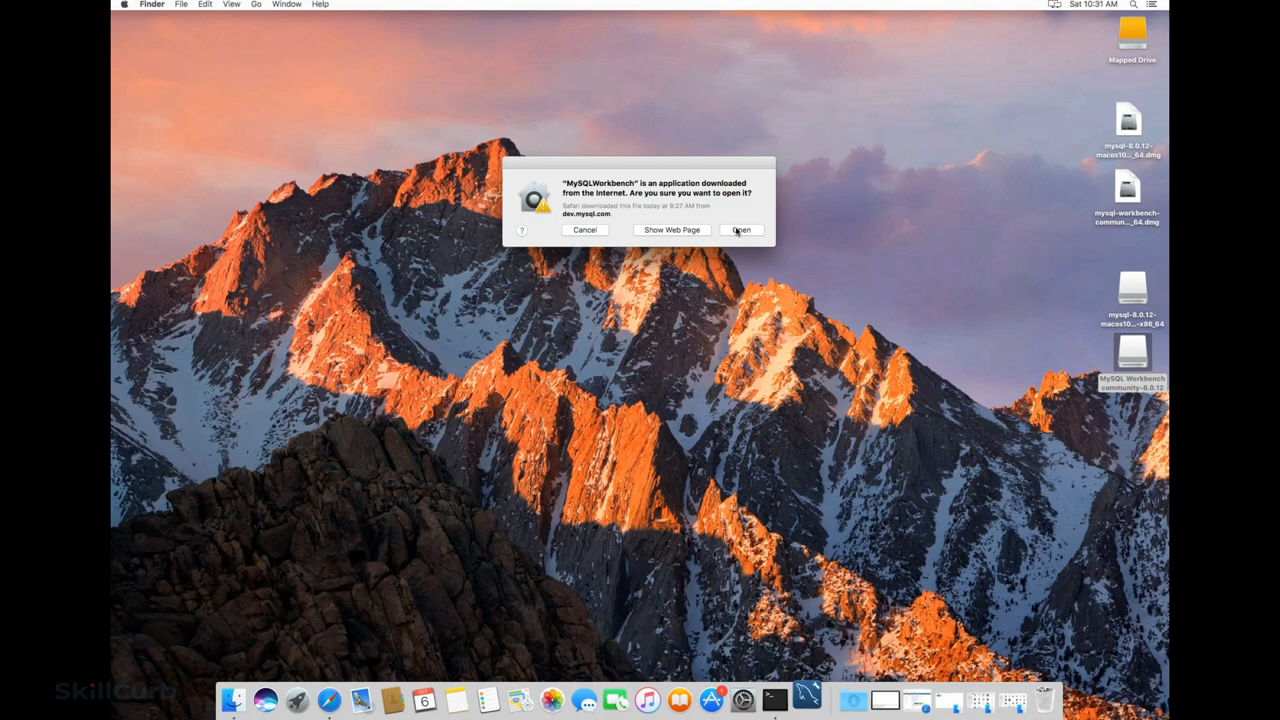 Finder File Edit View Go Window Help
Sat 10:31 AM
Mapped Drive
mysql-8.0.12-
macos10..._64.dmg
mysql-workbench-
commun..._64.dmg
mysql-8.0.12-
macos10...-x86_64
MySQL Workbench
community-8.0.12
“MySQLWorkbench” is an application downloaded
from the Internet. Are you sure you want to open it?
Safari downloaded this file today at 9:27 AM from
dev.mysql.com.
? Cancel Show Web Page Open
SkillCurb
6
1